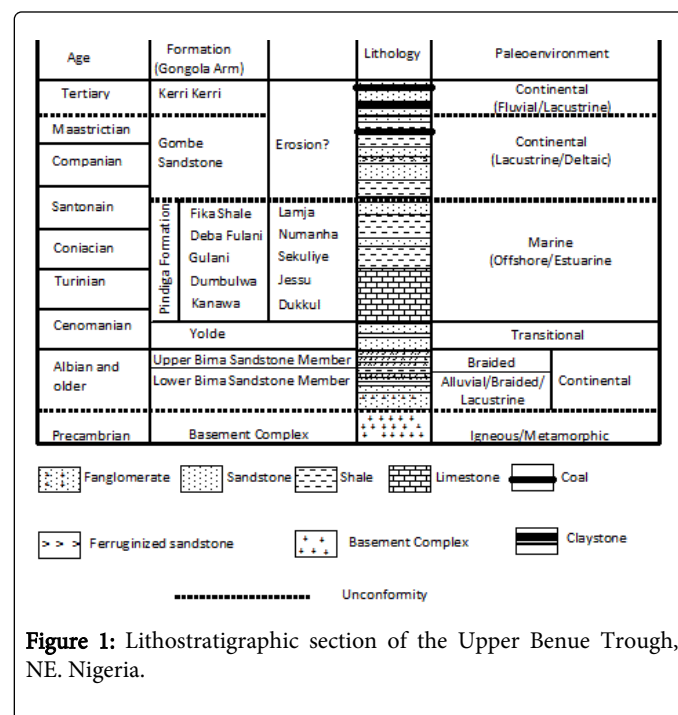 Age
Formation
(Gongola Arm)
Lithology
Paleoenvironment
Tertiary
Kerri Kerri
Continental
(Fluvial/Lacustrine)
Maastrictian
Companian
Gombe
Sandstone
Erosion?
Continental
(Lacustrine/Deltaic)
Santonain
Coniacian
Turinian
Cenomanian
Pindiga Formation
Fika Shale
Deba Fulani
Gulani
Dumbulwa
Kanawa
Lamja
Numanha
Sekuliye
Jessu
Dukkul
Marine
(Offshore/Estuarine
Yolde
Transitional
Albian and
older
Upper Bima Sandstone Member
Lower Bima Sandstone Member
Braided
Alluvial/Braided/
Lacustrine
Continental
Precambrian
Basement Complex
Igneous/Metamorphic
Fanglomerate
Sandstone
Shale
Limestone
Coal
Ferruginized sandstone
Basement Complex
Claystone
Unconformity
Figure 1: Lithostratigraphic section of the Upper Benue Trough,
NE. Nigeria.